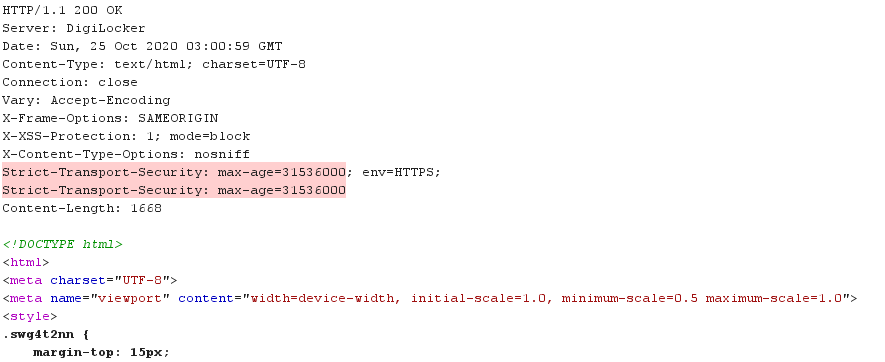 HTTP/1.1 200 OK
Server: DigiLocker
Date: Sun, 25 Oct 2020 03:00:59 GMT
Content-Type: text/html; charset=UTF-8
Connection: close
Vary: Accept-Encoding
X-Frame-Options: SAMEORIGIN
X-XSS-Protection: 1; mode=block
X-Content-Type-Options: nosniff
Strict-Transport-Security: max-age=31536000; env=HTTPS;
Strict-Transport-Security: max-age=31536000
Content-Length: 1668
<!DOCTYPE html>
<html>
<meta charset="UTF-8">
<meta name="viewport" content="width=device-width, initial-scale=1.0, minimum-scale=0.5 maximum-scale=1.0">
<style>
.swg4t2nn {
margin-top: 15px;